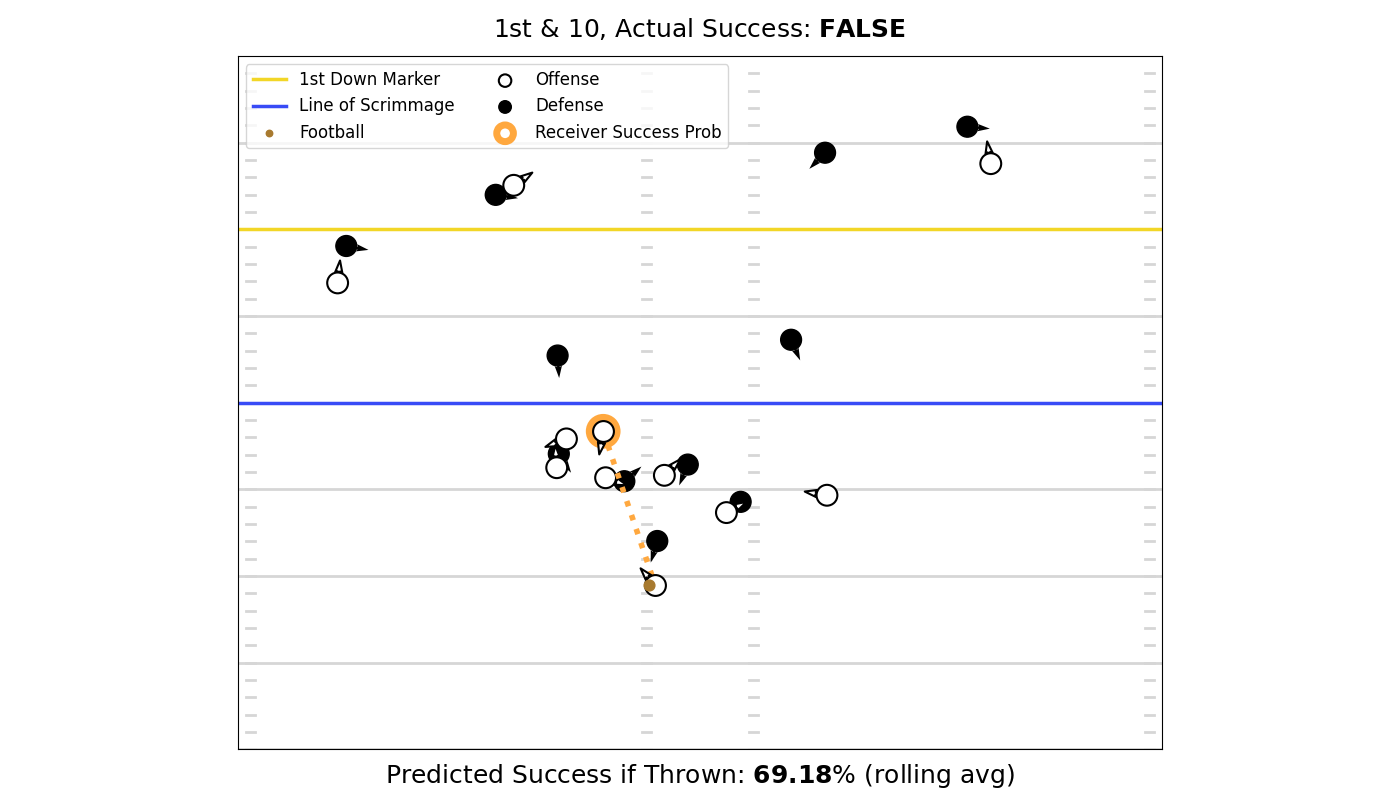 1st & 10, Actual Success: FALSE
1st Down Marker
Line of Scrimmage
Football
Offense
Defense
Receiver Success Prob
Predicted Success if Thrown: 69.18% (rolling avg)